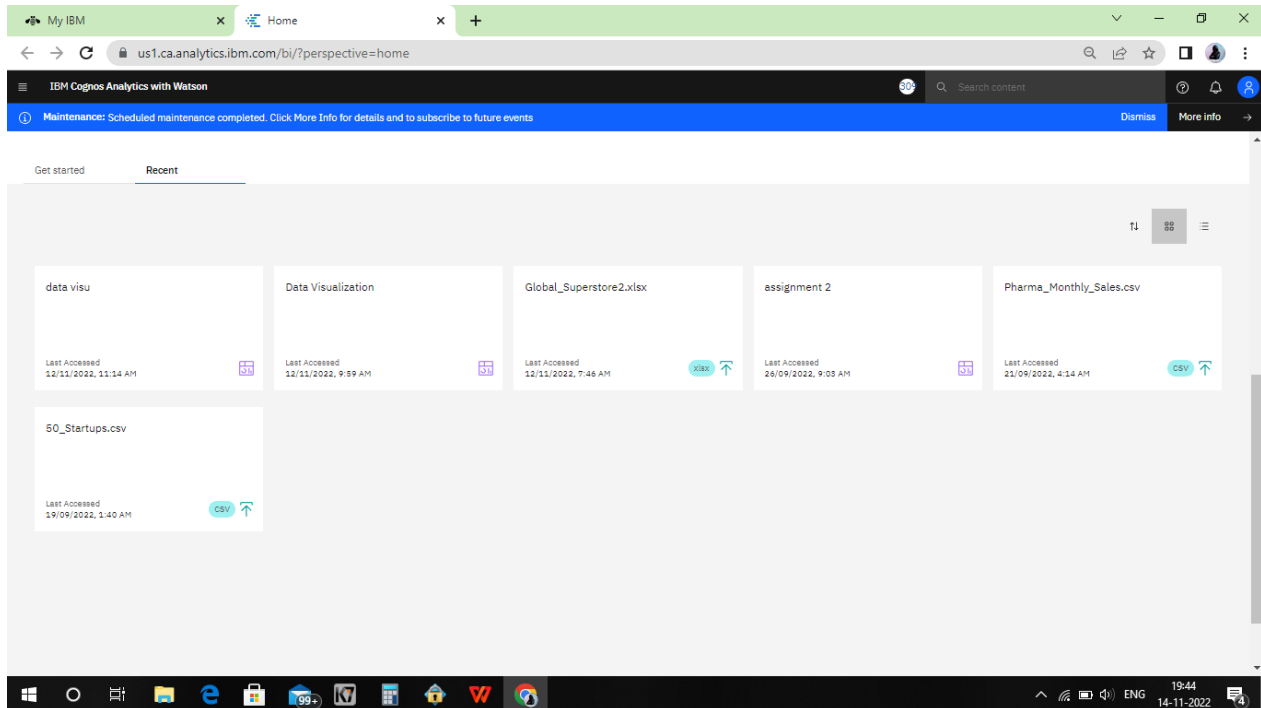 My IBM
Home
us1.ca.analytics.ibm.com/bi/?perspective=home
IBM Cognos Analytics with Watson
Search content
Maintenance: Scheduled maintenance completed. Click More Info for details and to subscribe to future events
Dismiss
More info
Get started
Recent
data visu
Last Accessed
12/11/2022, 11:14 AM
Data Visualization
Last Accessed
12/11/2022, 9:59 AM
Global_Superstore2.xlsx
Last Accessed
12/11/2022, 7:46 AM
xlsx
assignment 2
Last Accessed
26/09/2022, 9:03 AM
Pharma_Monthly_Sales.csv
Last Accessed
21/09/2022, 4:14 AM
CSV
50_Startups.csv
Last Accessed
19/09/2022, 1:40 AM
CSV
99+
ENG
19:44
14-11-2022
4